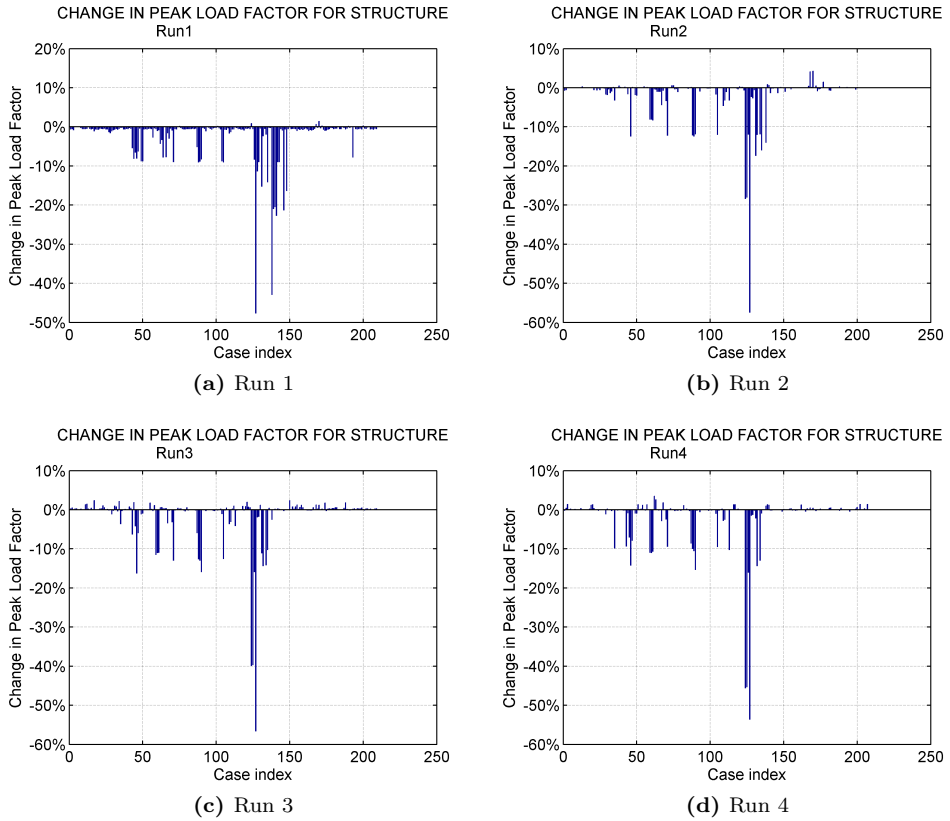 CHANGE IN PEAK LOAD FACTOR FOR STRUCTURE
Run1
20%
10%
0%
-10%
-20%
-30%
-40%
-50%
Change in Peak Load Factor
0 50 100 150 200 250
Case index
(a) Run 1
CHANGE IN PEAK LOAD FACTOR FOR STRUCTURE
Run2
10%
0%
-10%
-20%
-30%
-40%
-50%
-60%
Change in Peak Load Factor
0 50 100 150 200 250
Case index
(b) Run 2
CHANGE IN PEAK LOAD FACTOR FOR STRUCTURE
Run3
10%
0%
-10%
-20%
-30%
-40%
-50%
-60%
Change in Peak Load Factor
0 50 100 150 200 250
Case index
(c) Run 3
CHANGE IN PEAK LOAD FACTOR FOR STRUCTURE
Run4
10%
0%
-10%
-20%
-30%
-40%
-50%
-60%
Change in Peak Load Factor
0 50 100 150 200 250
Case index
(d) Run 4